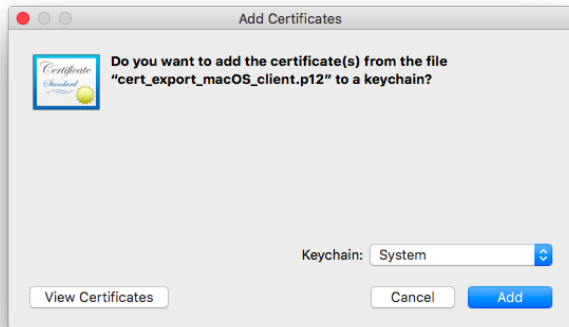 Add Certificates
Certificate
Standard
Do you want to add the certificate(s) from the file
“cert_export_macOS_client.p12” to a keychain?
Keychain:
System
View Certificates
Cancel
Add